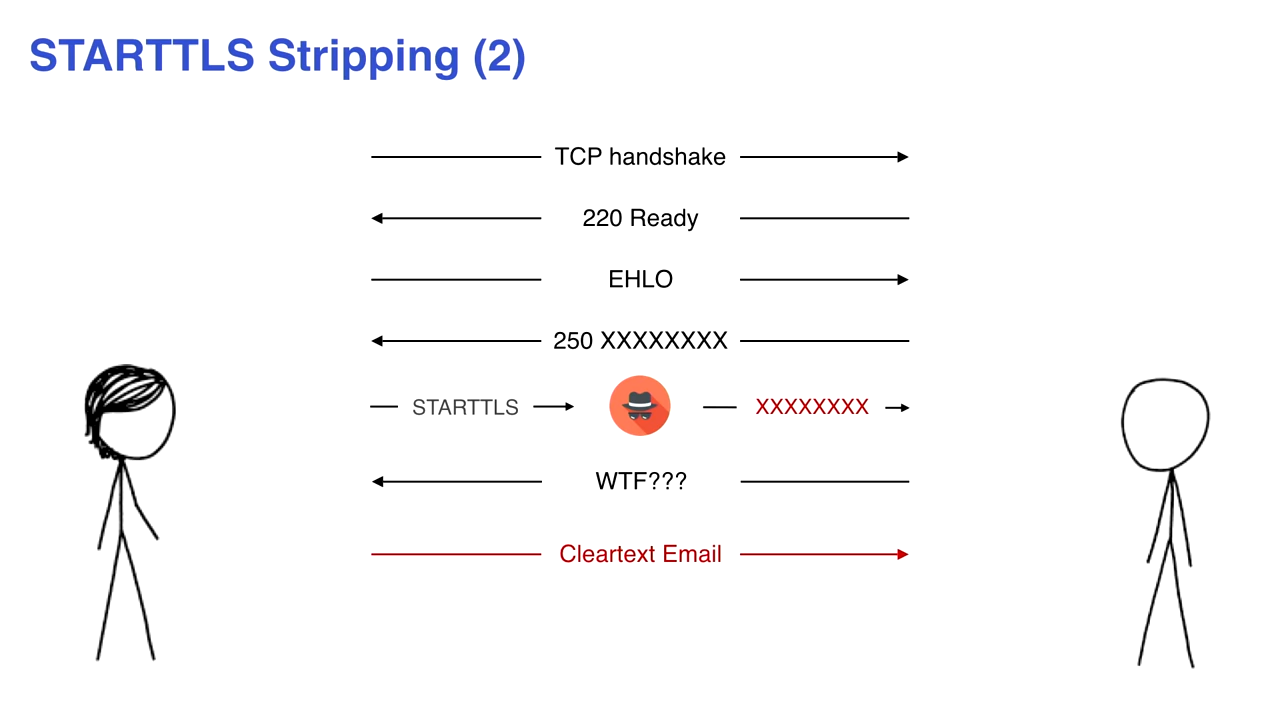 STARTTLS Stripping (2)
TCP handshake
220 Ready
EHLO
250 XXXXXXXX
STARTTLS XXXXXXXX
WTF???
Cleartext Email